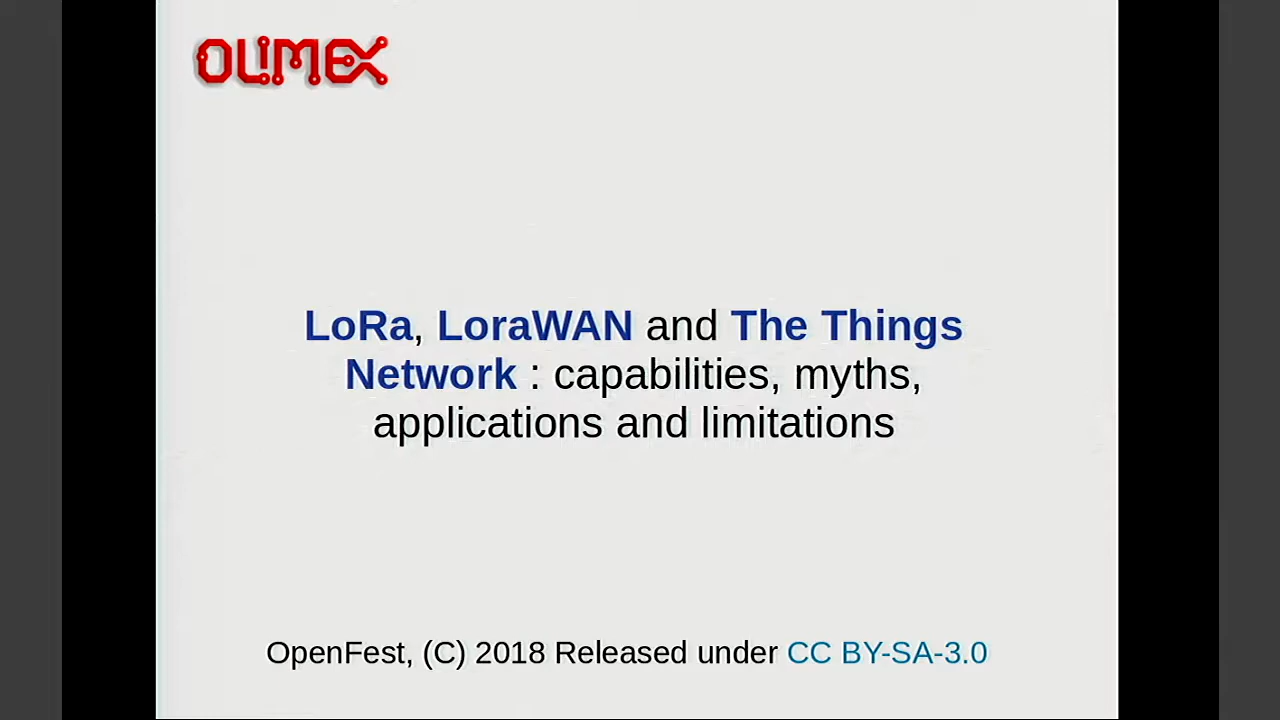 OLIMEX
LoRa, LoraWAN and The Things
Network : capabilities, myths,
applications and limitations
OpenFest, (C) 2018 Released under CC BY-SA-3.0